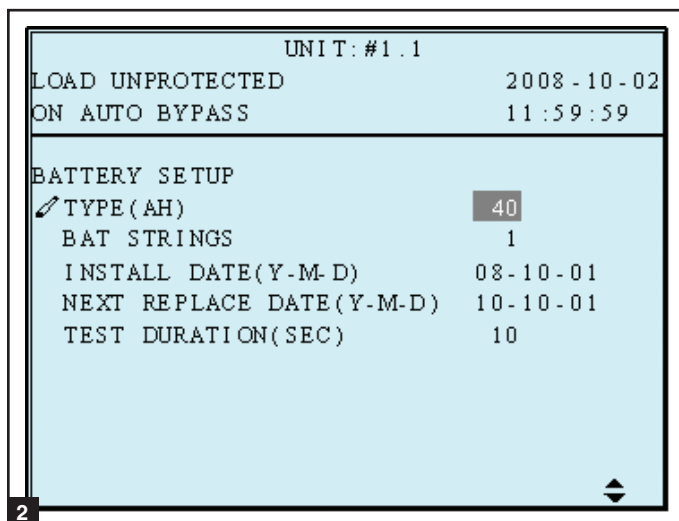 UNIT:#1.1
LOAD UNPROTECTED 2008-10-02
ON AUTO BYPASS 11:59:59
BATTERY SETUP
TYPE(AH) 40
BAT STRINGS 1
INSTALL DATE(Y-M-D) 08-10-01
NEXT REPLACE DATE(Y-M-D) 10-10-01
TEST DURATION(SEC) 10
2